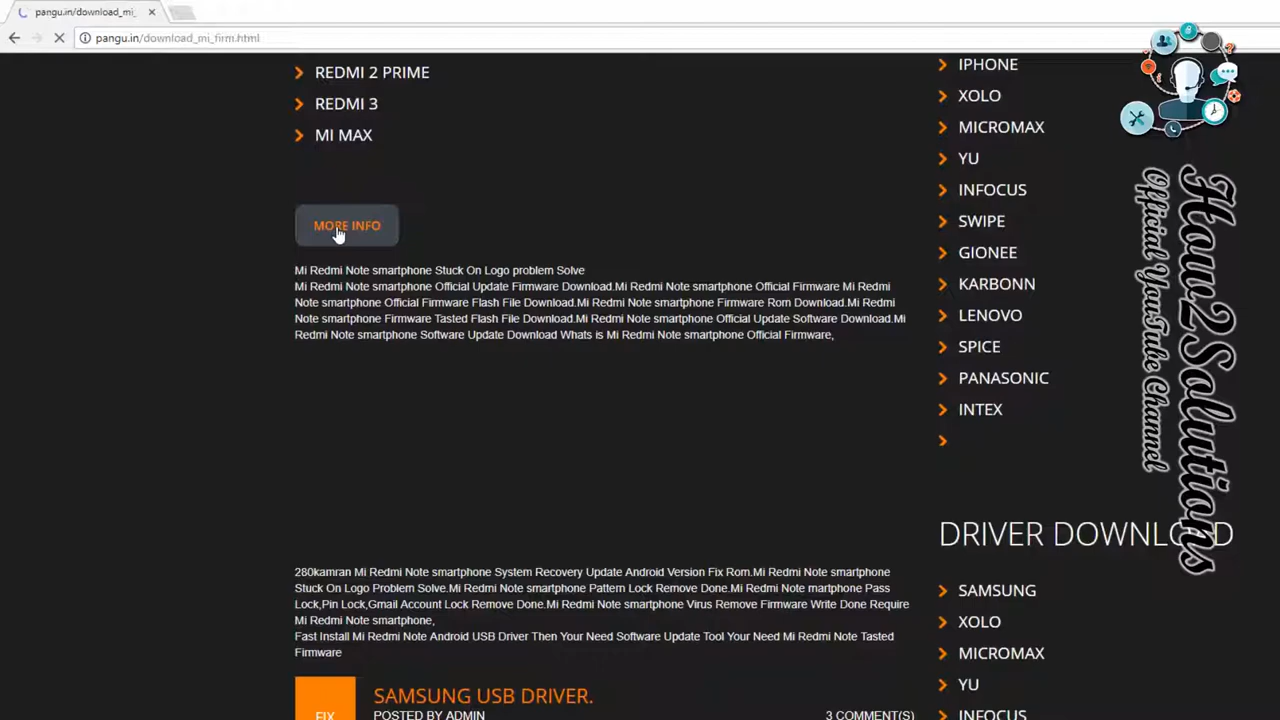 pangu.in/download_mi_
pangu.in/download_mi_firm.html
REDMI 2 PRIME
REDMI 3
MI MAX
MORE INFO
Mi Redmi Note smartphone Stuck On Logo problem Solve
Mi Redmi Note smartphone Official Update Firmware Download.Mi Redmi Note smartphone Official Firmware Mi Redmi
Note smartphone Official Firmware Flash File Download.Mi Redmi Note smartphone Firmware Rom Download.Mi Redmi
Note smartphone Firmware Tasted Flash File Download.Mi Redmi Note smartphone Official Update Software Download.Mi
Redmi Note smartphone Software Update Download Whats is Mi Redmi Note smartphone Official Firmware,
280kamran Mi Redmi Note smartphone System Recovery Update Android Version Fix Rom.Mi Redmi Note smartphone
Stuck On Logo Problem Solve.Mi Redmi Note smartphone Pattern Lock Remove Done.Mi Redmi Note martphone Pass
Lock,Pin Lock,Gmail Account Lock Remove Done.Mi Redmi Note smartphone Virus Remove Firmware Write Done Require
Mi Redmi Note smartphone,
Fast Install Mi Redmi Note Android USB Driver Then Your Need Software Update Tool Your Need Mi Redmi Note Tasted
Firmware
FIX
SAMSUNG USB DRIVER.
POSTED BY ADMIN
3 COMMENT(S)
IPHONE
XOLO
MICROMAX
YU
INFOCUS
SWIPE
GIONEE
KARBONN
LENOVO
SPICE
PANASONIC
INTEX
DRIVER DOWNLOAD
SAMSUNG
XOLO
MICROMAX
YU
INFOCUS
How2Solutions
Official YouTube Channel